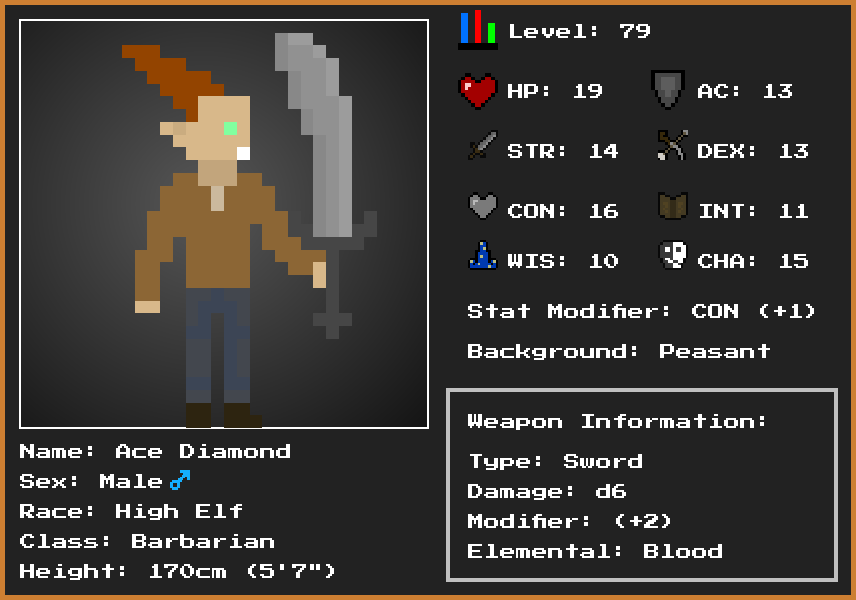 Level: 79
HP: 19 AC: 13
STR: 14 DEX: 13
CON: 16 INT: 11
WIS: 10 CHA: 15
Stat Modifier: CON (+1)
Background: Peasant
Weapon Information:
Type: Sword
Damage: d6
Modifier: (+2)
Elemental: Blood
Name: Ace Diamond
Sex: Male ♂
Race: High Elf
Class: Barbarian
Height: 170cm (5'7")